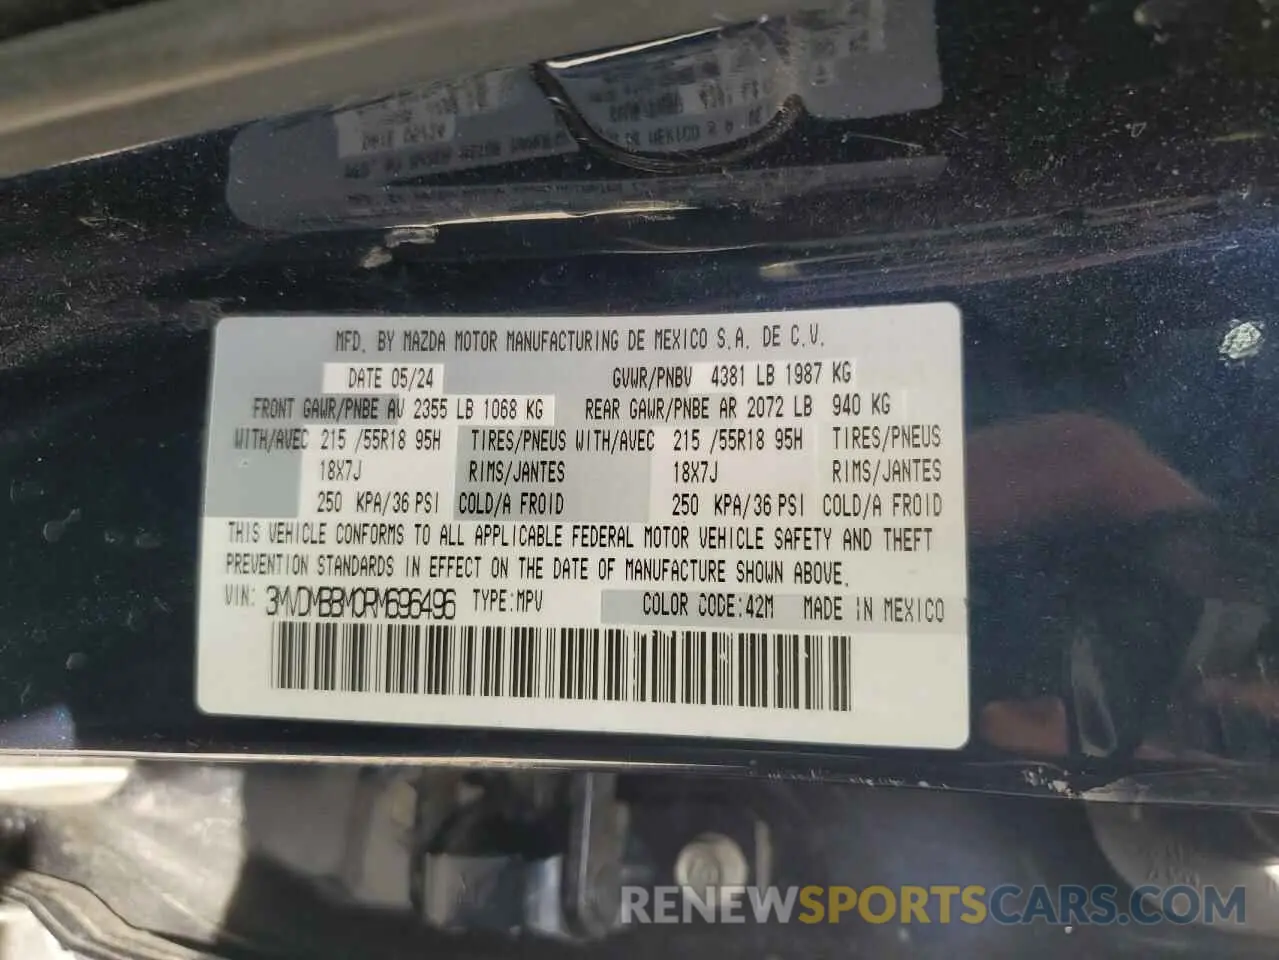 MFD. BY MAZDA MOTOR MANUFACTURING DE MEXICO S.A. DE C.V.
DATE 05/24 GVWR/PNBV 4381 LB 1987 KG
FRONT GAWR/PNBE AV 2355 LB 1068 KG REAR GAWR/PNBE AR 2072 LB 940 KG
WITH/AVEC 215 /55R18 95H TIRES/PNEUS WITH/AVEC 215 /55R18 95H TIRES/PNEUS
18X7J RIMS/JANTES 18X7J RIMS/JANTES
250 KPA/36 PSI COLD/A FROID 250 KPA/36 PSI COLD/A FROID
THIS VEHICLE CONFORMS TO ALL APPLICABLE FEDERAL MOTOR VEHICLE SAFETY AND THEFT
PREVENTION STANDARDS IN EFFECT ON THE DATE OF MANUFACTURE SHOWN ABOVE.
VIN: 3MVDMBBM0RM696496 TYPE:MPV COLOR CODE:42M MADE IN MEXICO
RENEWSPORTSCARS.COM